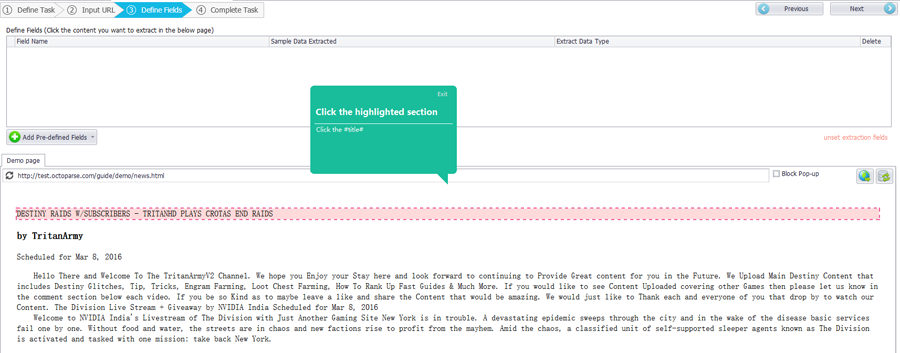 1 Define Task 2 Input URL 3 Define Fields 4 Complete Task Previous Next
Define Fields (Click the content you want to extract in the below page)
Field Name Sample Data Extracted Extract Data Type Delete
Exit
Click the highlighted section
Click the #title#
Add Pre-defined Fields unset extraction fields
Demo page
http://test.octoparse.com/guide/demo/news.html Block Pop-up
DESTINY RAIDS W/SUBSCRIBERS - TRITANHD PLAYS CROTAS END RAIDS
by TritanArmy
Scheduled for Mar 8, 2016
Hello There and Welcome To The TritanArmyV2 Channel. We hope you Enjoy your Stay here and look forward to continuing to Provide Great content for you in the Future. We Upload Main Destiny Content that
includes Destiny Glitches, Tip, Tricks, Engram Farming, Loot Chest Farming, How To Rank Up Fast Guides & Much More. If you would like to see Content Uploaded covering other Games then please let us know in
the comment section below each video. If you be so Kind as to maybe leave a like and share the Content that would be amazing. We would just like to Thank each and everyone of you that drop by to watch our
Content. The Division Live Stream + Giveaway by NVIDIA India Scheduled for Mar 8, 2016
Welcome to NVIDIA India's Livestream of The Division with Just Another Gaming Site New York is in trouble. A devastating epidemic sweeps through the city and in the wake of the disease basic services
fail one by one. Without food and water, the streets are in chaos and new factions rise to profit from the mayhem. Amid the chaos, a classified unit of self-supported sleeper agents known as The Division
is activated and tasked with one mission: take back New York.